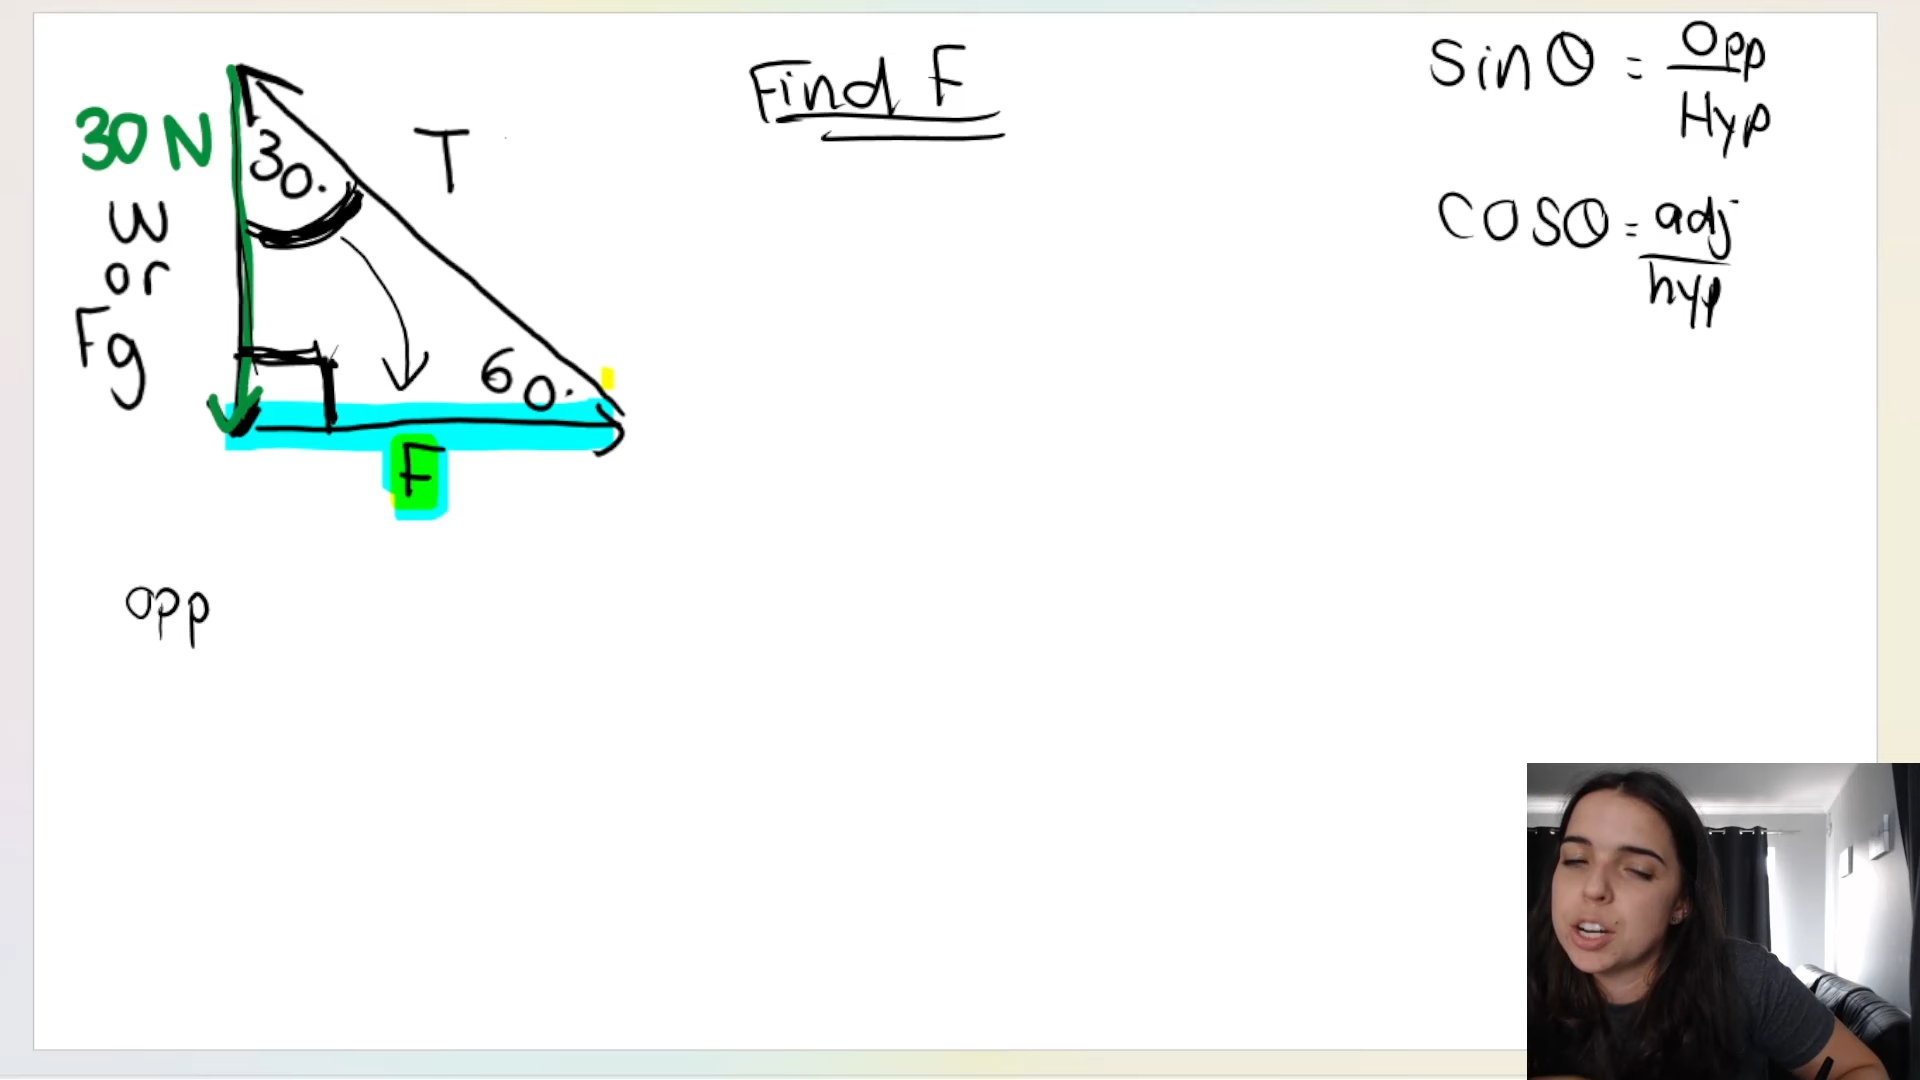 30 N
W
or
Fg
30.
T
60.
F
opp
Find F
Sin θ = Opp
Hyp
cos θ = adj
hyp